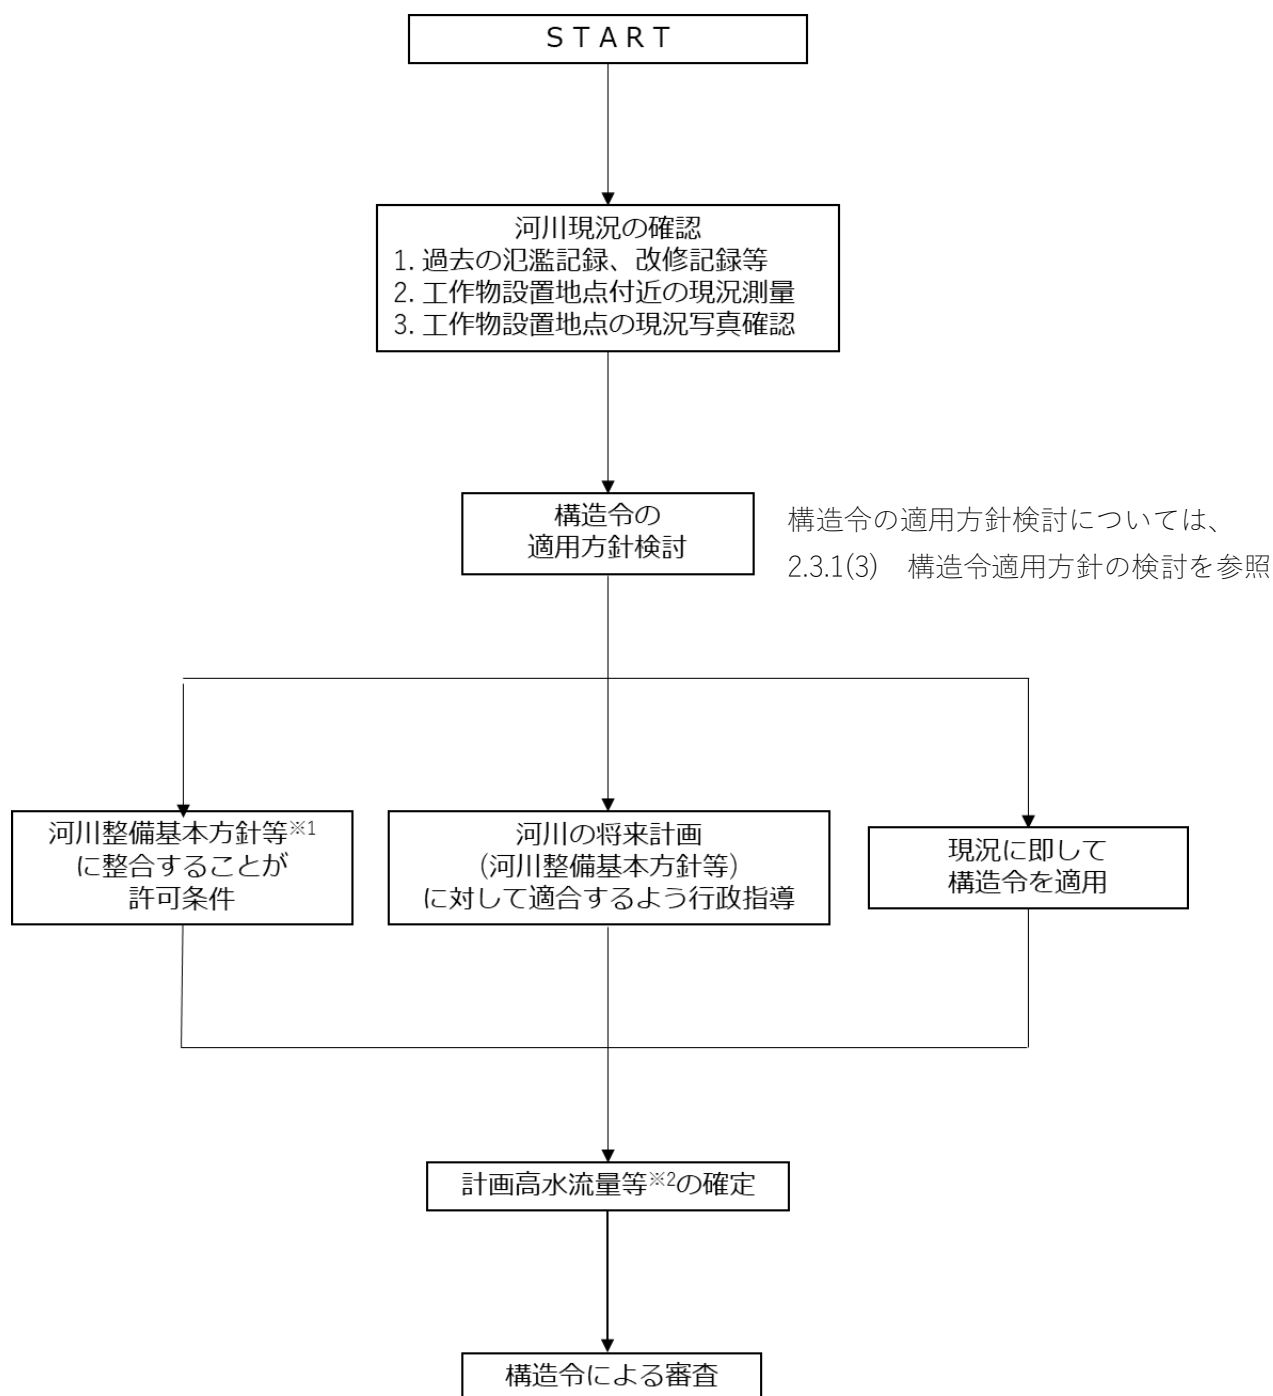 START
河川現況の確認
1. 過去の氾濫記録、改修記録等
2. 工作物設置地点付近の現況測量
3. 工作物設置地点の現況写真確認
構造令の
適用方針検討
構造令の適用方針検討については、
2.3.1(3)　構造令適用方針の検討を参照
河川整備基本方針等※1
に整合することが
許可条件
河川の将来計画
(河川整備基本方針等)
に対して適合するよう行政指導
現況に即して
構造令を適用
計画高水流量等※2の確定
構造令による審査